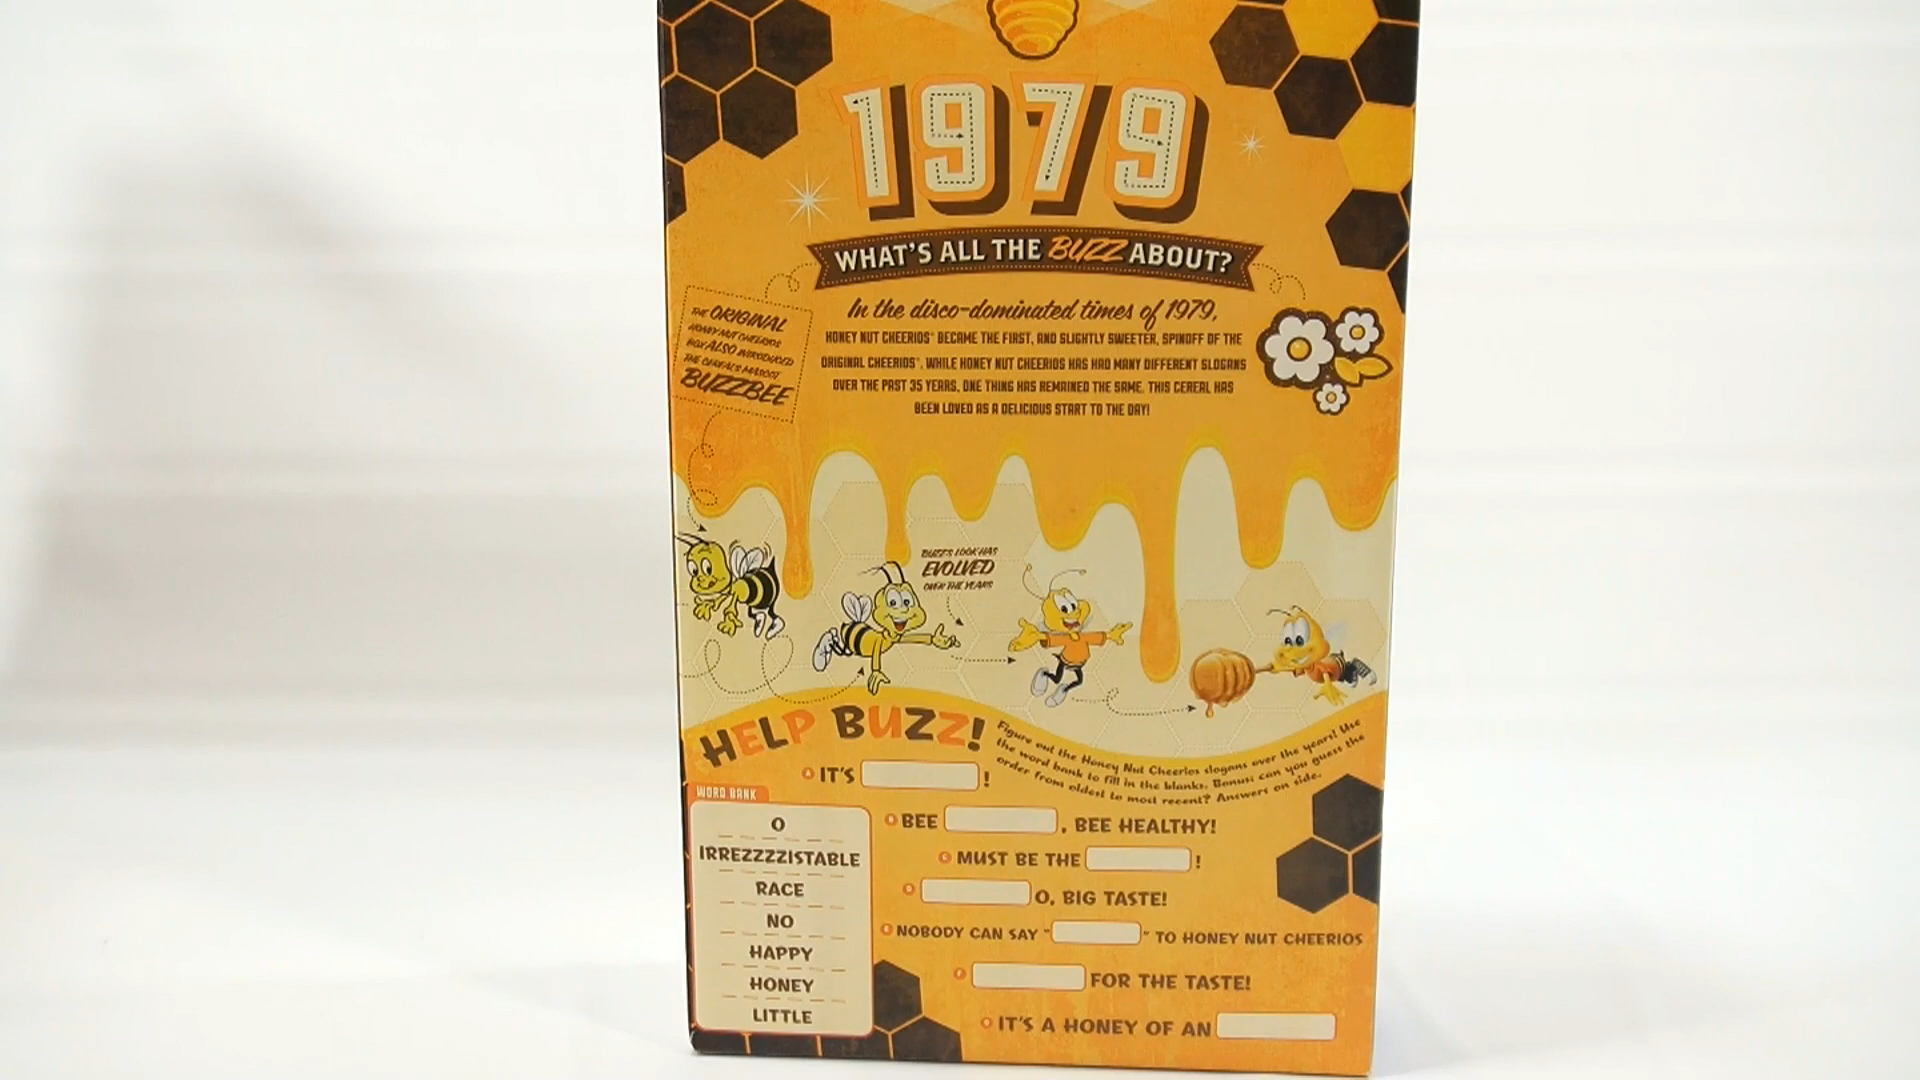 1979
WHAT'S ALL THE BUZZ ABOUT?
In the disco-dominated times of 1979,
HONEY NUT CHEERIOS® BECAME THE FIRST, AND SLIGHTLY SWEETER, SPINOFF OF THE
ORIGINAL CHEERIOS®. WHILE HONEY NUT CHEERIOS HAS HAD MANY DIFFERENT SLOGANS
OVER THE PAST 35 YEARS, ONE THING HAS REMAINED THE SAME. THIS CEREAL HAS
BEEN LOVED AS A DELICIOUS START TO THE DAY!
THE ORIGINAL
HONEY NUT CHEERIOS
BOX ALSO INTRODUCED
THE CEREAL'S MASCOT
BUZZBEE
BUZZ'S LOOK HAS
EVOLVED
OVER THE YEARS
HELP BUZZ!
Figure out the Honey Nut Cheerios slogans over the years! Use
the word bank to fill in the blanks. Bonus: can you guess the
order from oldest to most recent? Answers on side.
A IT'S !
WORD BANK
O
IRREZZZZISTABLE
RACE
NO
HAPPY
HONEY
LITTLE
B BEE , BEE HEALTHY!
C MUST BE THE !
D O, BIG TASTE!
E NOBODY CAN SAY " " TO HONEY NUT CHEERIOS
F FOR THE TASTE!
G IT'S A HONEY OF AN